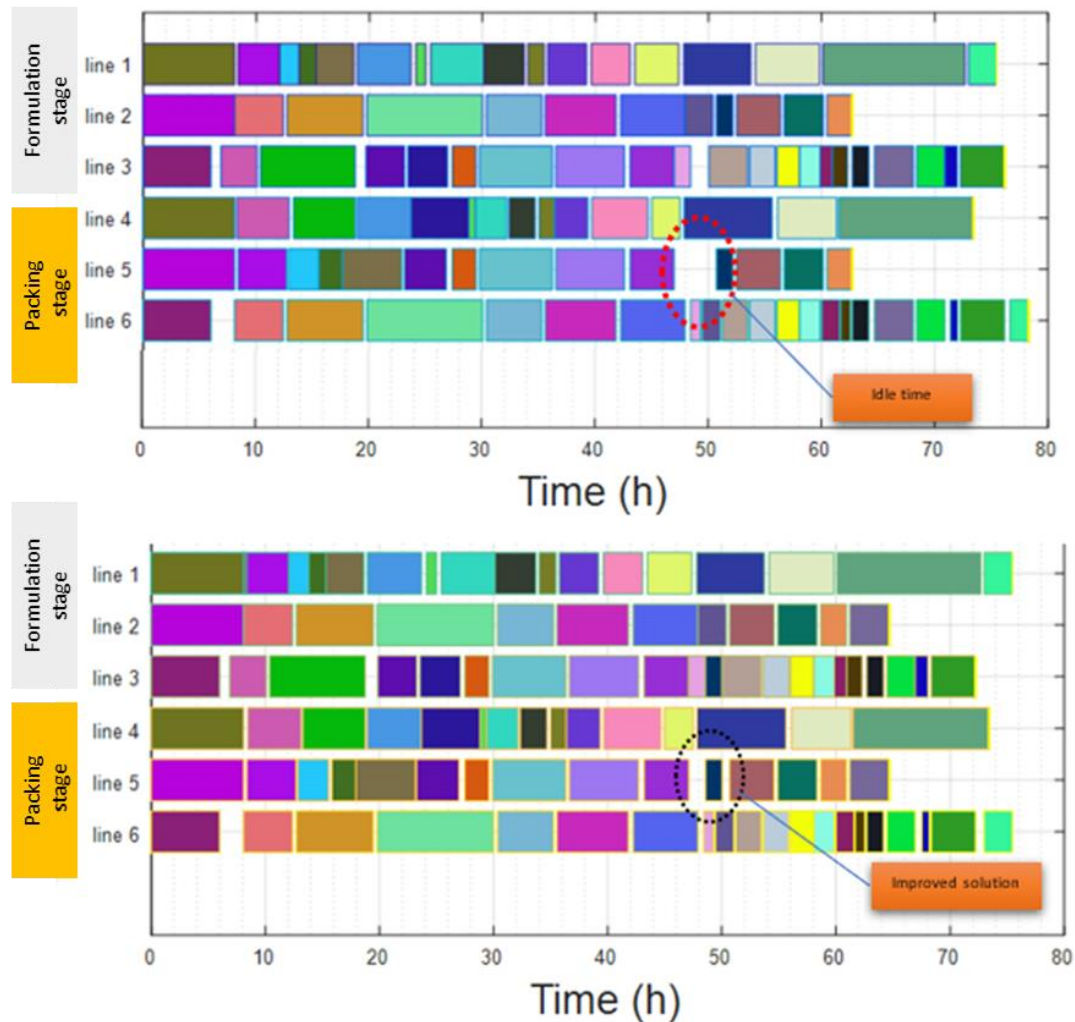 Formulation
stage
Packing
stage
line 1
line 2
line 3
line 4
line 5
line 6
Idle time
0 10 20 30 40 50 60 70 80
Time (h)
Formulation
stage
Packing
stage
line 1
line 2
line 3
line 4
line 5
line 6
Improved solution
0 10 20 30 40 50 60 70 80
Time (h)